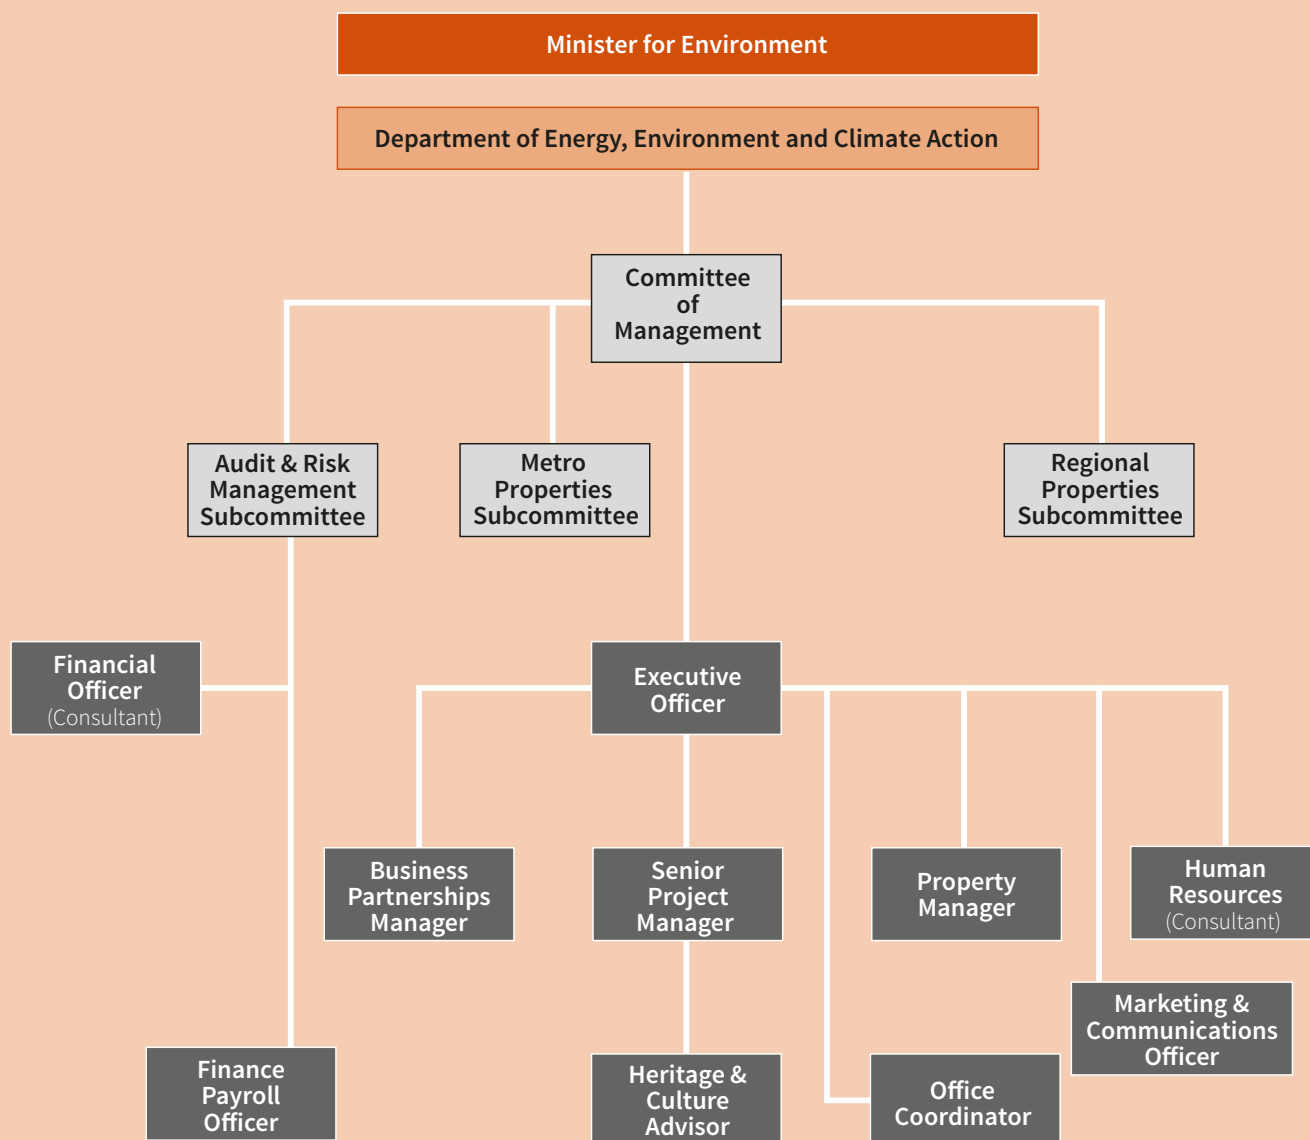 Minister for Environment
Department of Energy, Environment and Climate Action
Committee
of
Management
Audit & Risk
Management
Subcommittee
Metro
Properties
Subcommittee
Regional
Properties
Subcommittee
Financial
Officer
(Consultant)
Executive
Officer
Business
Partnerships
Manager
Senior
Project
Manager
Property
Manager
Human
Resources
(Consultant)
Marketing &
Communications
Officer
Finance
Payroll
Officer
Heritage &
Culture
Advisor
Office
Coordinator